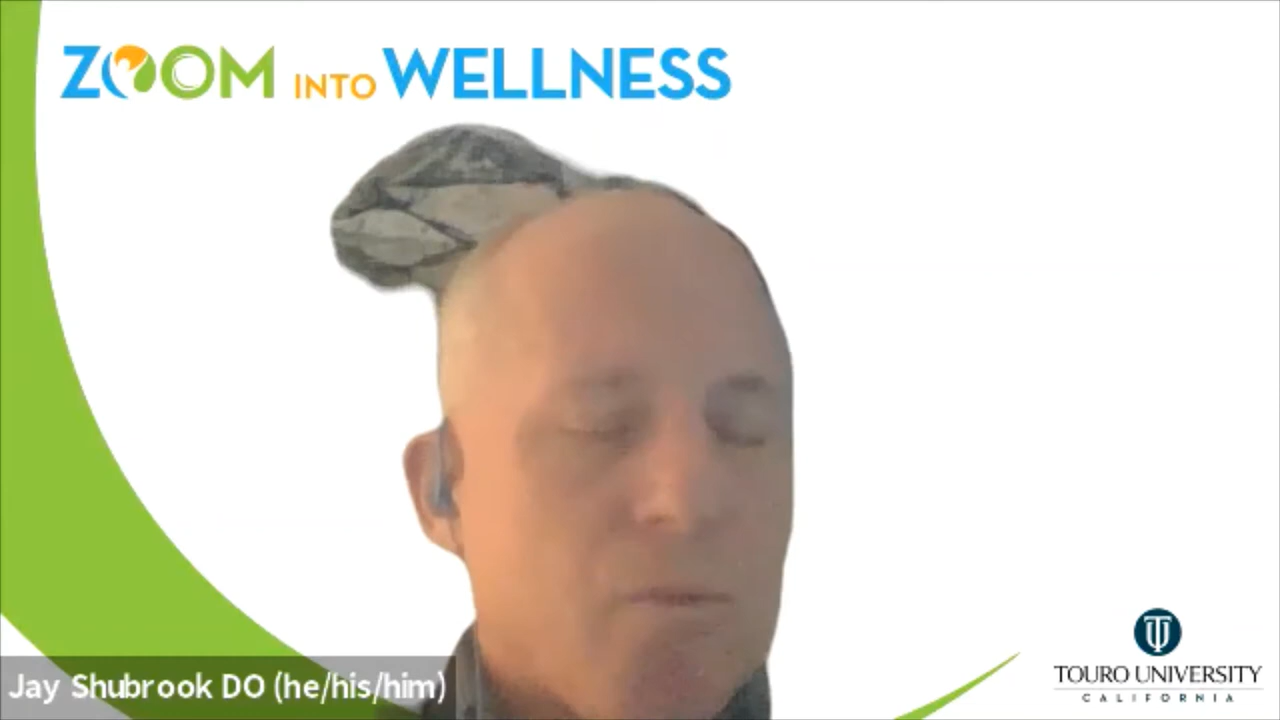 ZOOM INTO WELLNESS
Jay Shubrook DO (he/his/him)
TOURO UNIVERSITY
CALIFORNIA